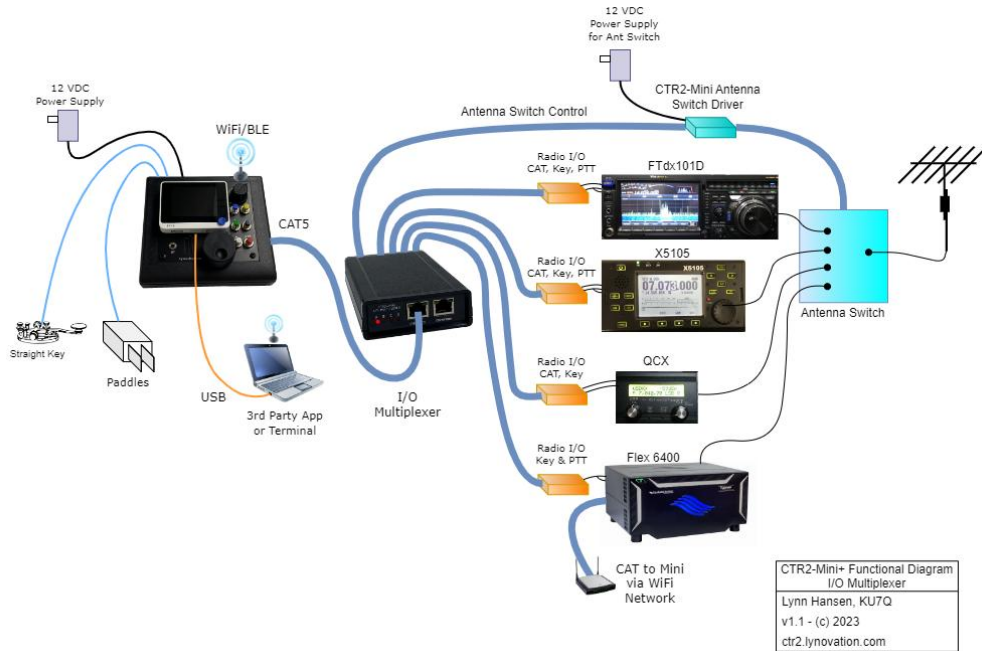 12 VDC
Power Supply
for Ant Switch
CTR2-Mini Antenna
Switch Driver
12 VDC
Power Supply
WiFi/BLE
Antenna Switch Control
Radio I/O
CAT, Key, PTT
FTdx101D
CAT5
Radio I/O
CAT, Key, PTT
X5105
X5105
Antenna Switch
Straight Key
Paddles
USB
3rd Party App
or Terminal
I/O
Multiplexer
Radio I/O
CAT, Key
QCX
Radio I/O
Key & PTT
Flex 6400
CAT to Mini
via WiFi
Network
CTR2-Mini+ Functional Diagram
I/O Multiplexer
Lynn Hansen, KU7Q
v1.1 - (c) 2023
ctr2.lynovation.com